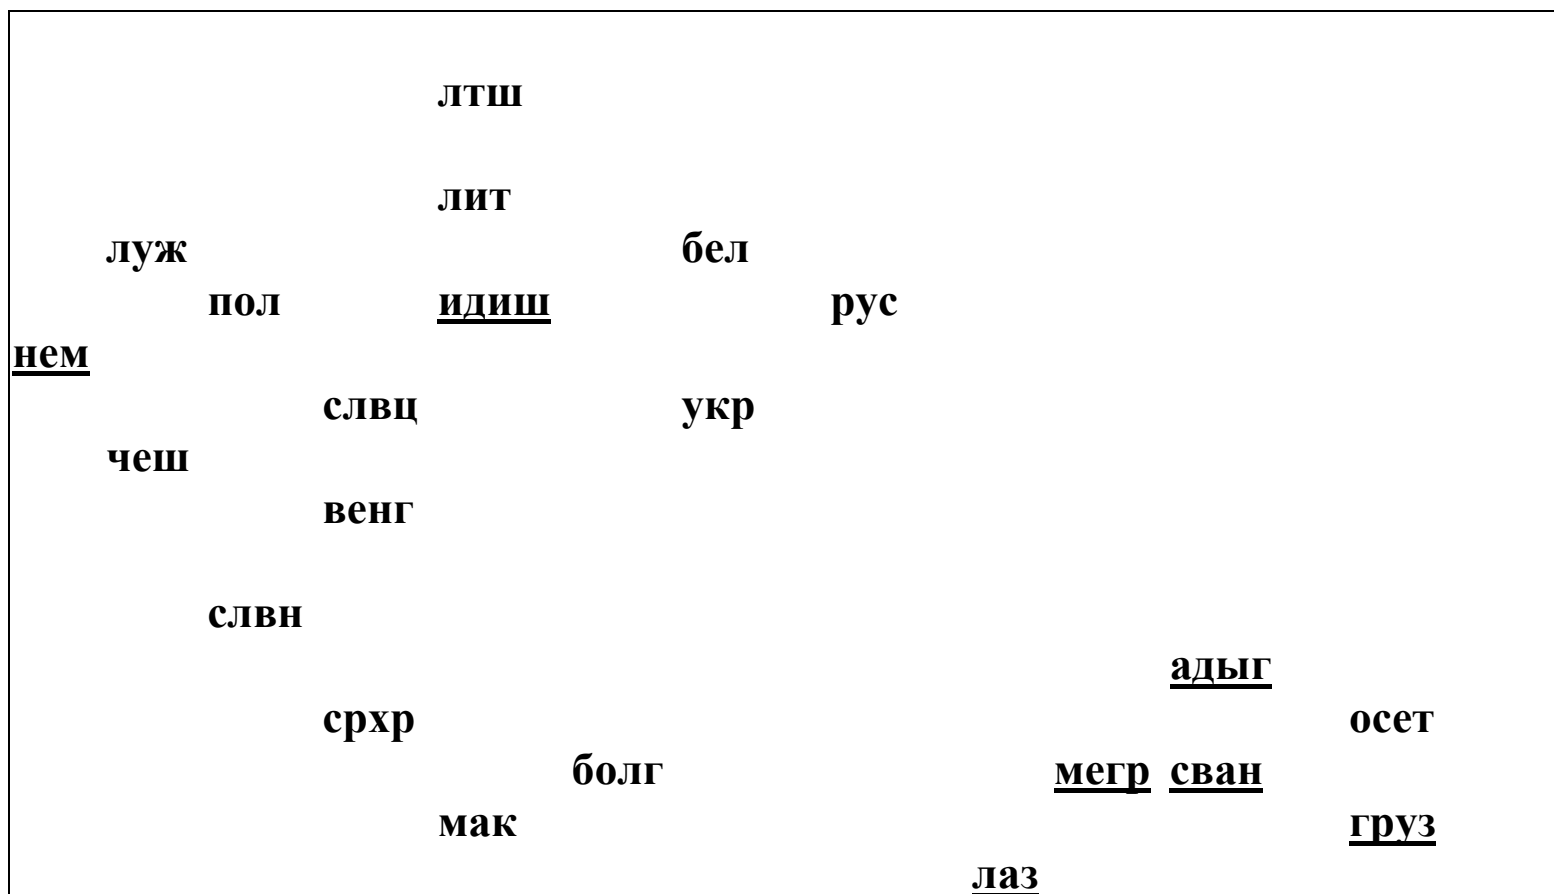 лтш
лит
луж бел
пол идиш рус
нем
слвц укр
чеш
венг
слвн
адыг
срхр осет
болг мегр сван
мак груз
лаз